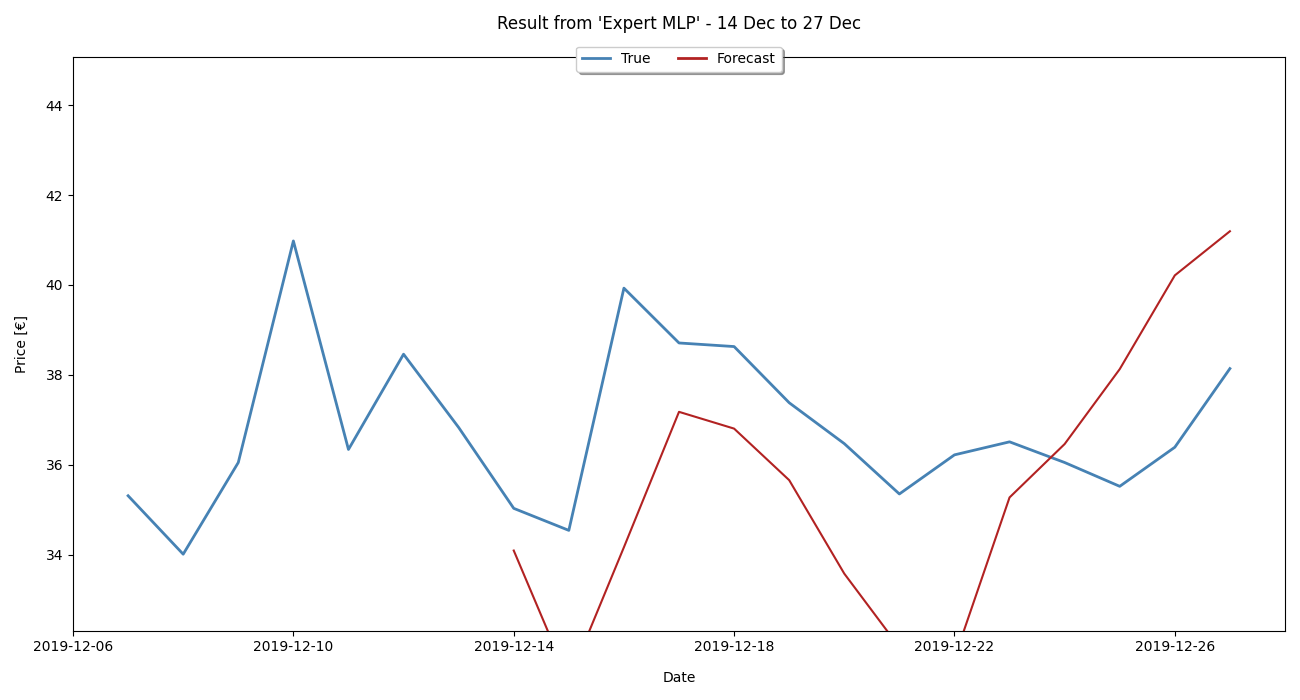 Result from 'Expert MLP' - 14 Dec to 27 Dec
True Forecast
44
42
40
38
36
34
Price [€]
2019-12-06 2019-12-10 2019-12-14 2019-12-18 2019-12-22 2019-12-26
Date